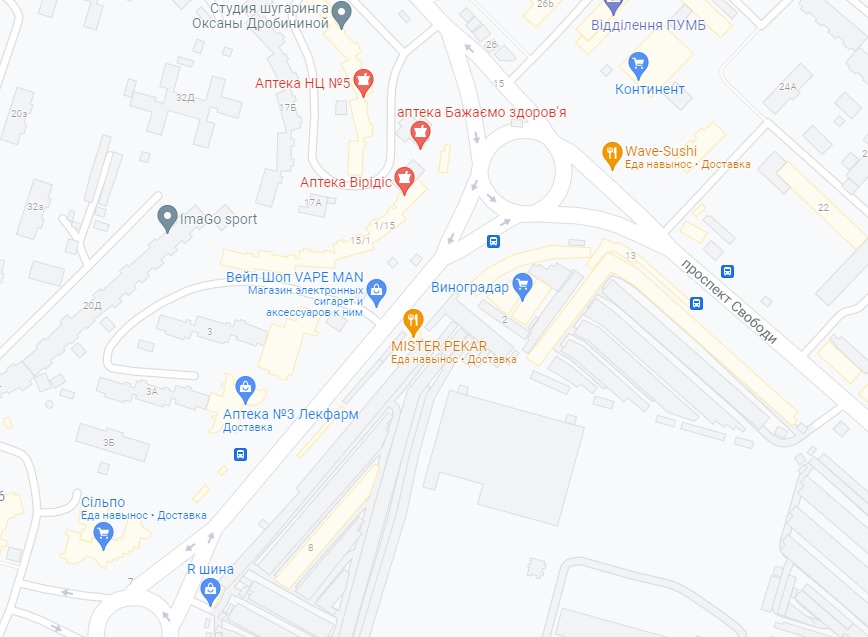 Студия шугаринга
Оксаны Дробининой
26в
Відділення ПУМБ
26
Аптека НЦ №5
15
Континент
24А
32Д
17Б
20з
аптека Бажаємо здоров'я
Wave-Sushi
Еда навынос • Доставка
Аптека Вірідіс
32з
17А
22
ImaGo sport
1/15
15/1
13
проспект Свободи
Вейп Шоп VAPE MAN
Магазин электронных
сигарет и
аксессуаров к ним
Виноградар
20Д
3
2
MISTER PEKAR
Еда навынос • Доставка
3А
Аптека №3 Лекфарм
Доставка
3Б
Сільпо
Еда навынос • Доставка
8
R шина
7